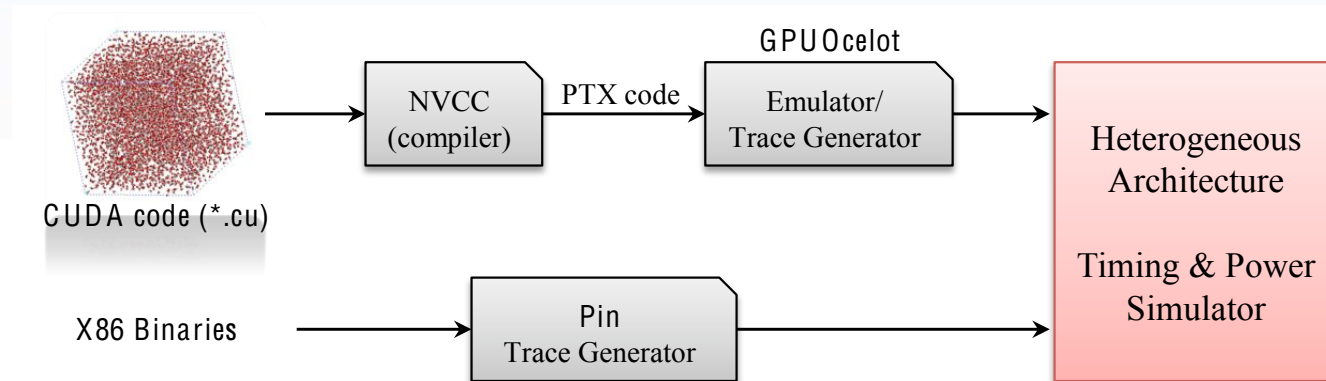 GPUOcelot
NVCC
(compiler)
PTX code
Emulator/
Trace Generator
CUDA code (*.cu)
Heterogeneous
Architecture
Timing & Power
Simulator
X86 Binaries
Pin
Trace Generator